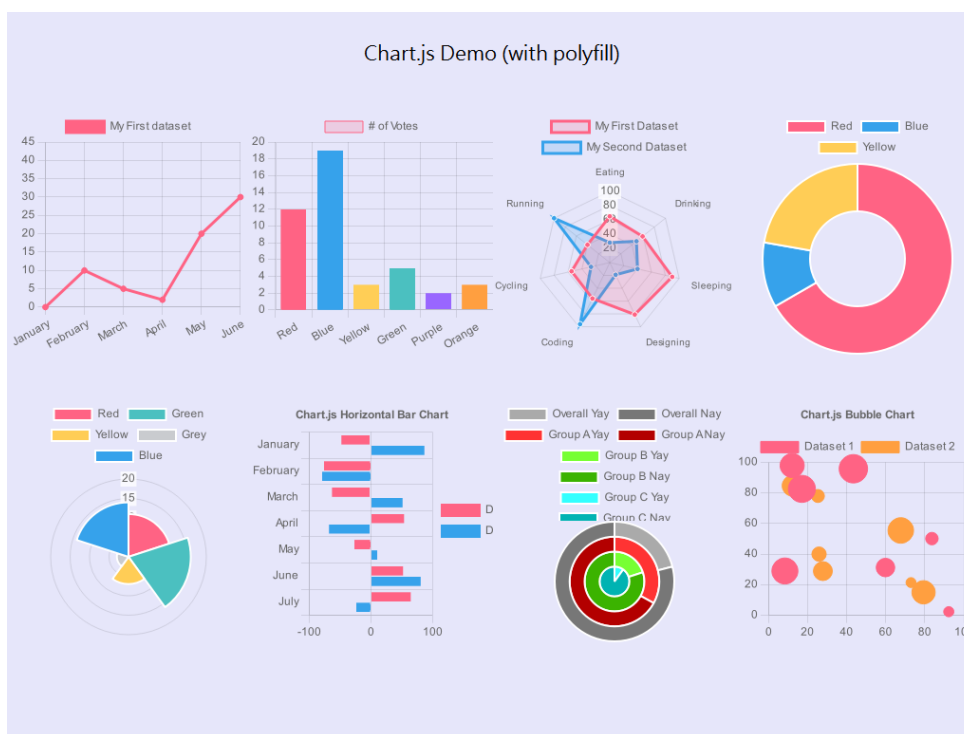 Chart.js Demo (with polyfill)
My First dataset
45
40
35
30
25
20
15
10
5
0
January
February
March
April
May
June
# of Votes
20
18
16
14
12
10
8
6
4
2
0
Red
Blue
Yellow
Green
Purple
Orange
My First Dataset
My Second Dataset
Eating
Running
Drinking
100
80
60
40
20
Cycling
Sleeping
Coding
Designing
Red
Blue
Yellow
Red
Green
Yellow
Grey
Blue
20
15
Chart.js Horizontal Bar Chart
January
February
March
April
May
June
July
-100
0
100
D
D
Overall Yay
Overall Nay
Group A Yay
Group A Nay
Group B Yay
Group B Nay
Group C Yay
Group C Nay
Chart.js Bubble Chart
Dataset 1
Dataset 2
100
80
60
40
20
0
0
20
40
60
80